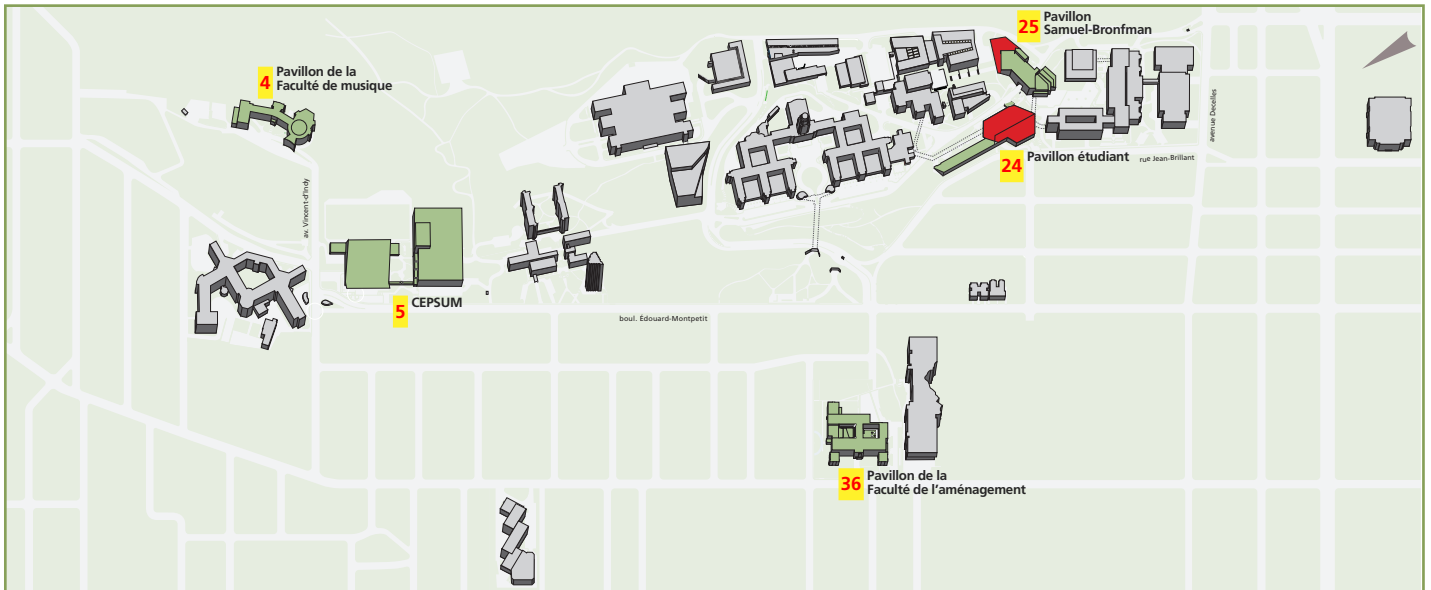 25
Pavillon
Samuel-Bronfman
4
Pavillon de la
Faculté de musique
avenue Decelles
24
Pavillon étudiant
rue Jean-Brillant
av. Vincent-d'Indy
5
CEPSUM
boul. Édouard-Montpetit
36
Pavillon de la
Faculté de l'aménagement